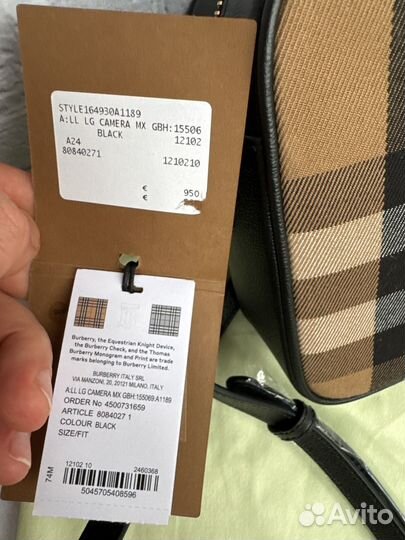 STYLE164930A1189
A:LL LG CAMERA MX GBH:15506
BLACK 12102
A24
80840271 1210210
€
€ 950
Burberry, the Equestrian Knight Device,
the Burberry Check, and the Thomas
Burberry Monogram and Print are trade
marks belonging to Burberry Limited.
BURBERRY ITALY SRL
VIA MANZONI, 20, 20121 MILANO, ITALY
A:LL LG CAMERA MX GBH:155069:A1189
ORDER No 4500731659
ARTICLE 8084027 1
COLOUR BLACK
SIZE/FIT
74M
12102 10 2460368
5045705408596
Avito